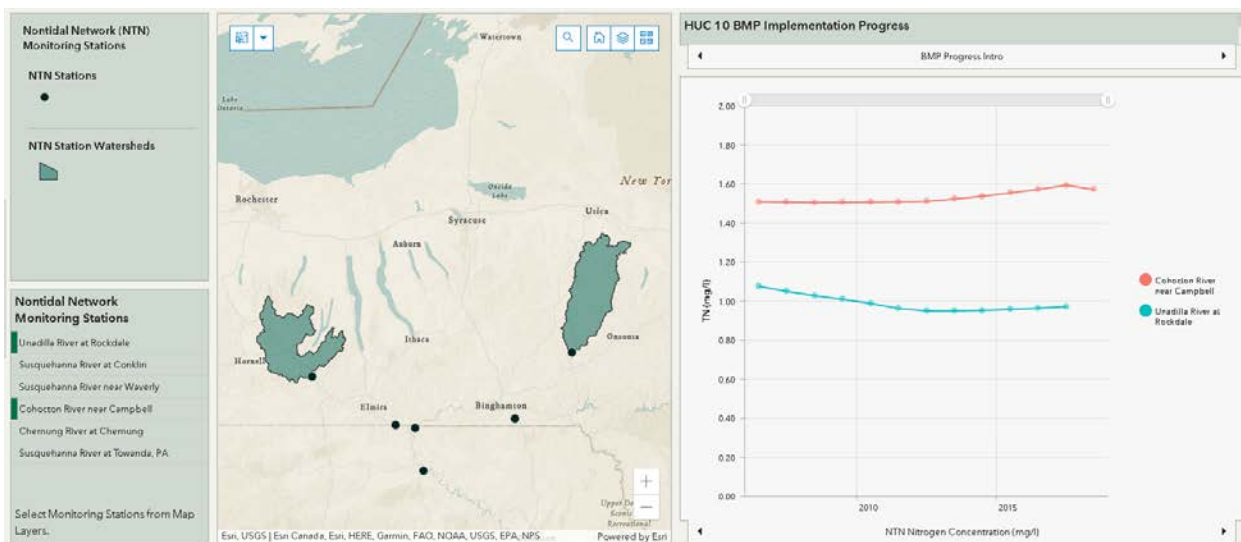 Nontidal Network (NTN)
Monitoring Stations
NTN Stations
NTN Station Watersheds
Nontidal Network
Monitoring Stations
Unadilla River at Rockdale
Susquehanna River at Conklin
Susquehanna River near Waverly
Cohocton River near Campbell
Chemung River at Chemung
Susquehanna River at Towanda, PA
Select Monitoring Stations from Map
Layers.
Watertown
Lake
Ontario
Oneida
Lake
New Yor
Rochester
Syracuse
Utica
Auburn
Ithaca
Oneonta
Hornell
Elmira
Binghamton
Upper De
Scenic
Recreational
Esri, USGS | Esri Canada, Esri, HERE, Garmin, FAO, NOAA, USGS, EPA, NPS
Powered by Esri
HUC 10 BMP Implementation Progress
BMP Progress Intro
2.00
1.80
1.60
1.40
1.20
1.00
0.80
0.60
0.40
0.20
0.00
TN (mg/l)
2010
2015
Cohocton River
near Campbell
Unadilla River at
Rockdale
NTN Nitrogen Concentration (mg/l)